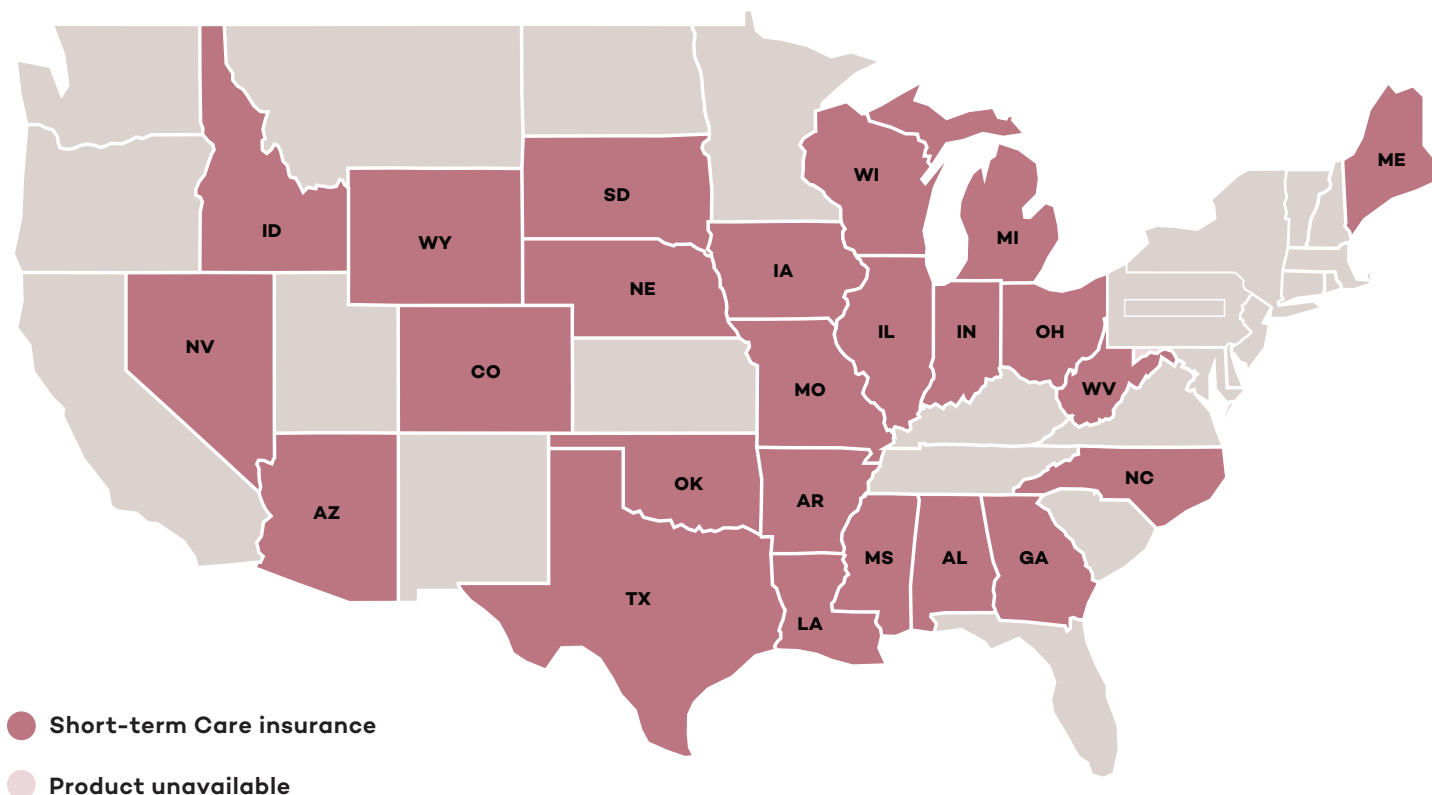 ME
WI
SD
ID
MI
WY
IA
NE
IL
IN
OH
NV
CO
WV
MO
NC
OK
AR
AZ
MS
AL
GA
TX
LA
Short-term Care insurance
Product unavailable